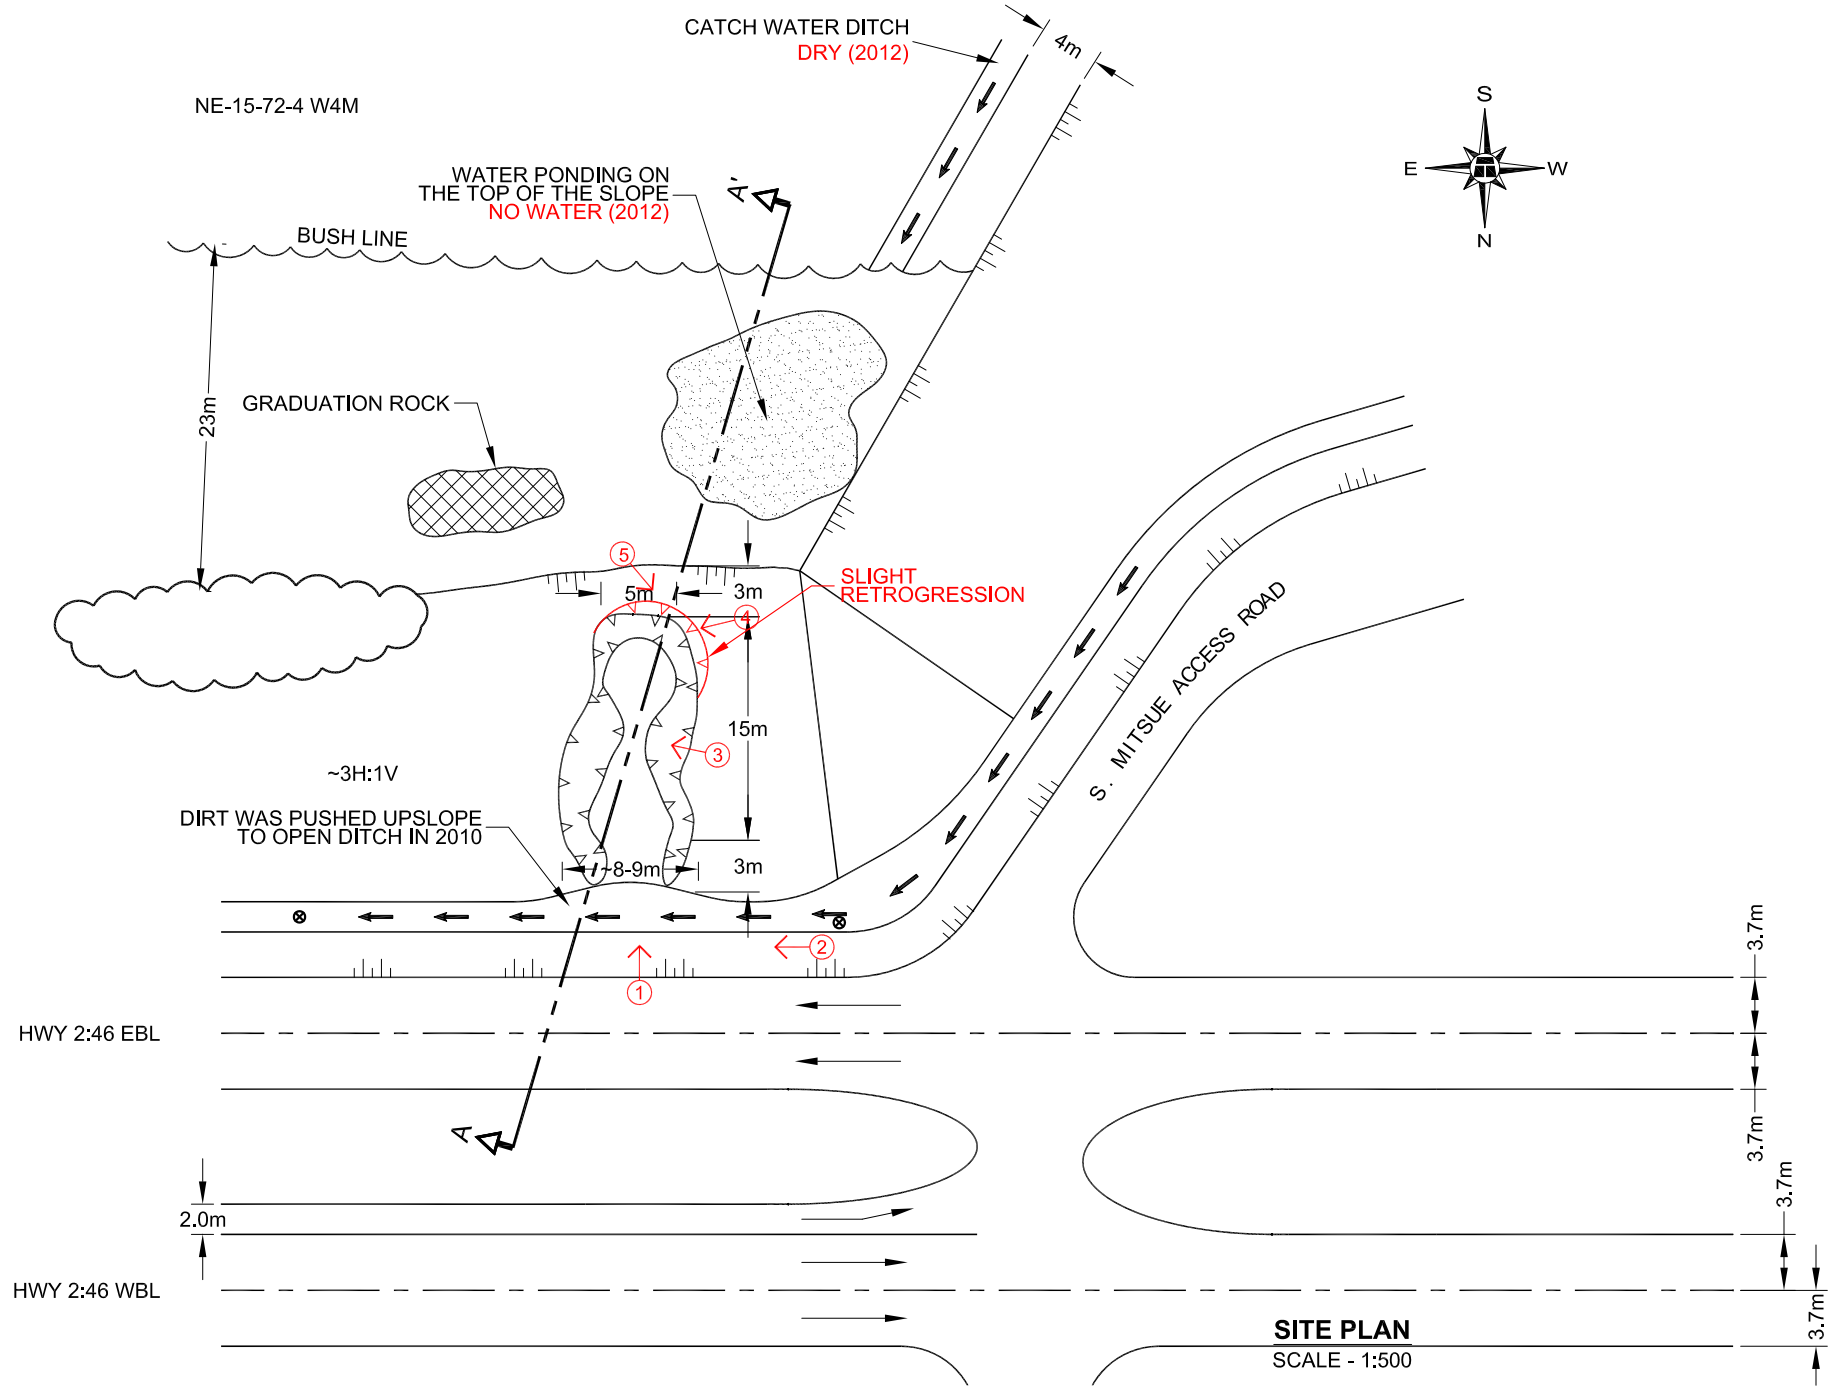 CATCH WATER DITCH
DRY (2012)
4m
NE-15-72-4 W4M
S
E
W
N
WATER PONDING ON
THE TOP OF THE SLOPE
NO WATER (2012)
A'
BUSH LINE
23m
GRADUATION ROCK
5
5m
3m
4
SLIGHT
RETROGRESSION
S. MITSUE ACCESS ROAD
15m
3
~3H:1V
DIRT WAS PUSHED UPSLOPE
TO OPEN DITCH IN 2010
~8-9m
3m
2
1
3.7m
HWY 2:46 EBL
3.7m
A
3.7m
2.0m
HWY 2:46 WBL
3.7m
SITE PLAN
SCALE - 1:500